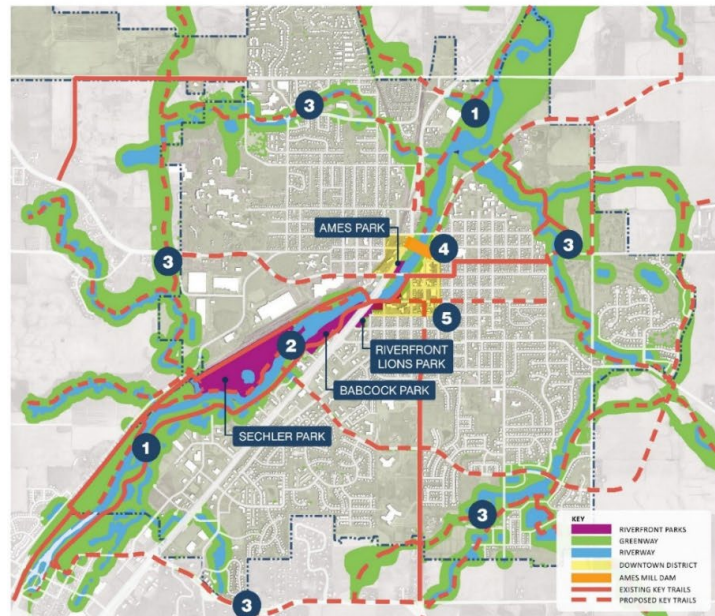 3
1
AMES PARK
4
3
3
5
2
RIVERFRONT
LIONS PARK
BABCOCK PARK
SECHLER PARK
1
3
3
KEY
RIVERFRONT PARKS
GREENWAY
RIVERWAY
DOWNTOWN DISTRICT
AMES MILL DAM
EXISTING KEY TRAILS
PROPOSED KEY TRAILS